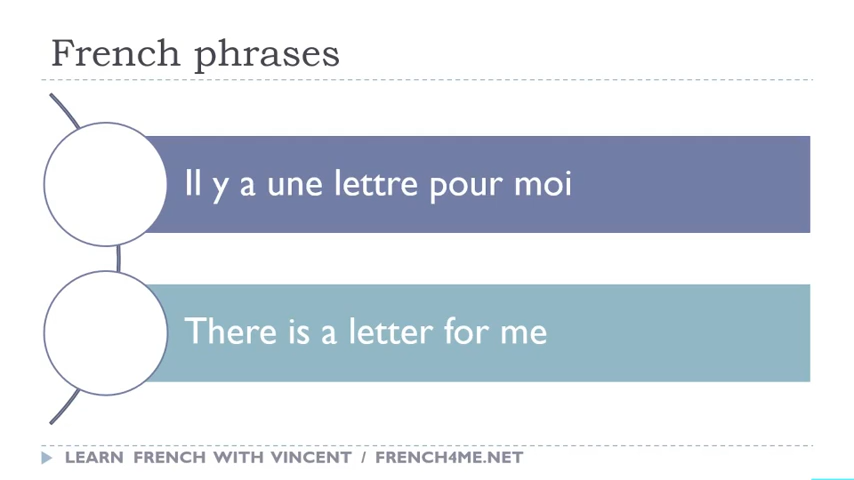 French phrases
Il y a une lettre pour moi
There is a letter for me
LEARN FRENCH WITH VINCENT / FRENCH4ME.NET